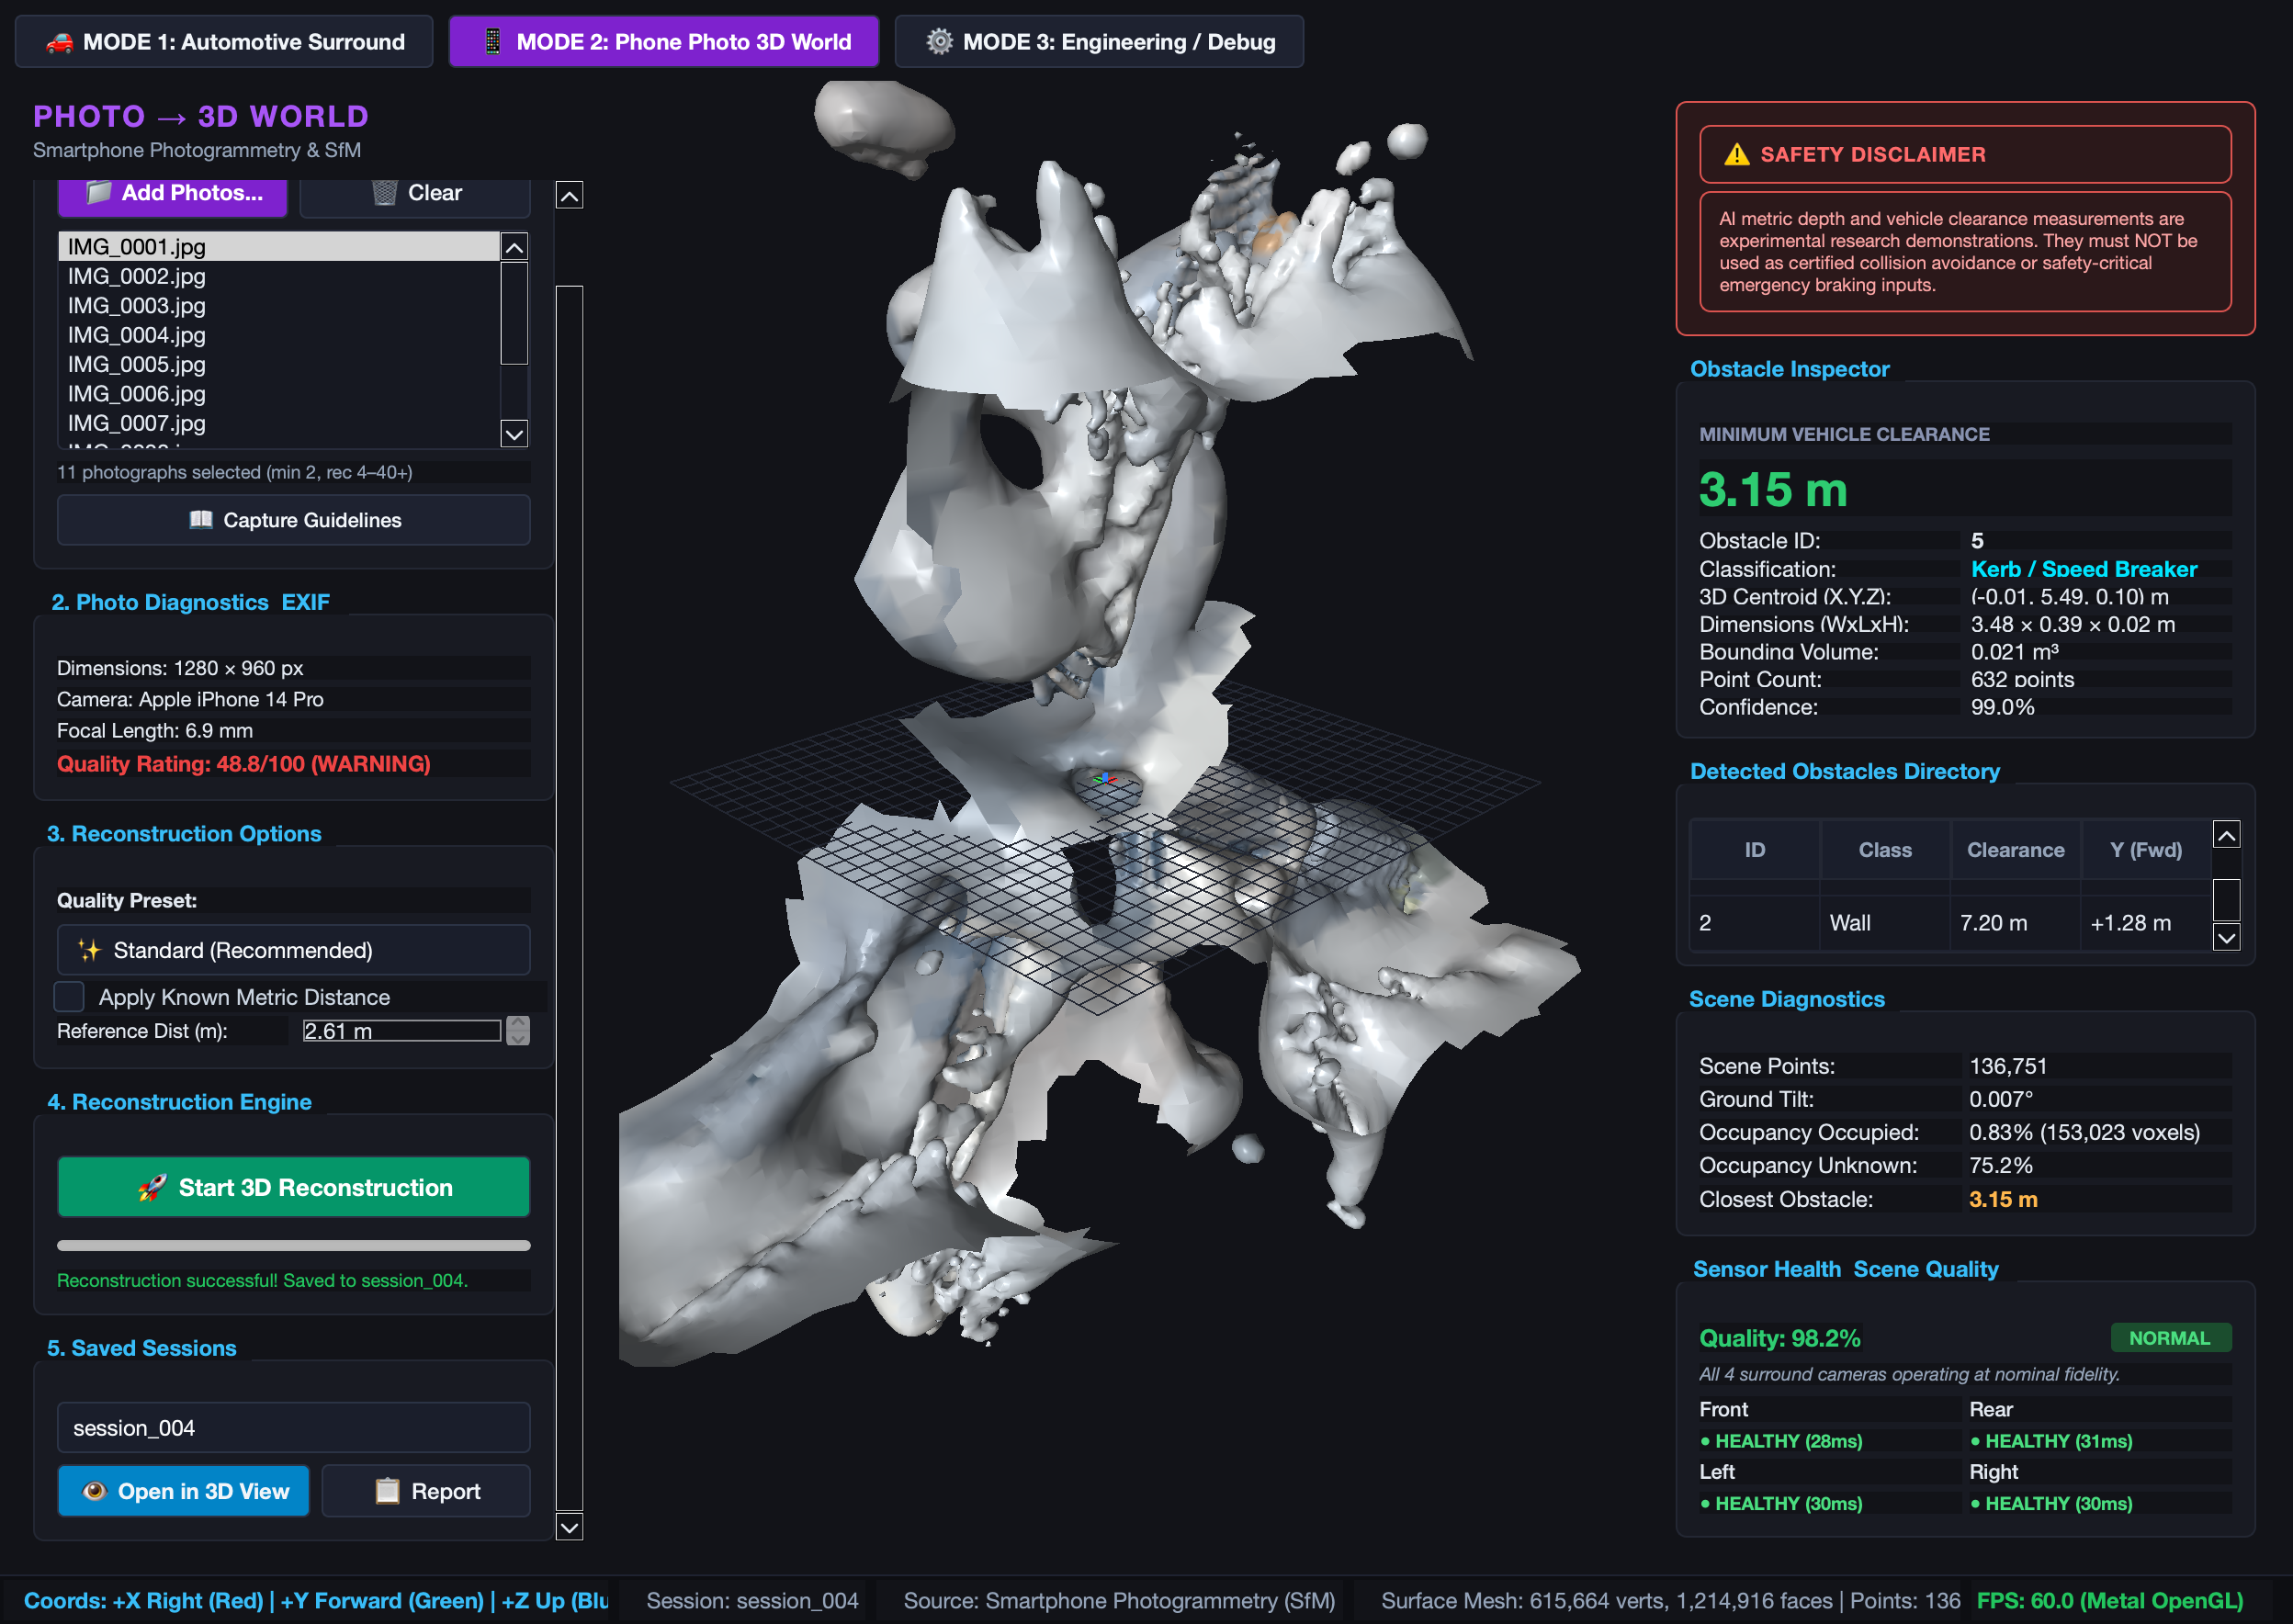 MODE 1: Automotive Surround
MODE 2: Phone Photo 3D World
MODE 3: Engineering / Debug
PHOTO → 3D WORLD
Smartphone Photogrammetry & SfM
Add Photos...
Clear
IMG_0001.jpg
IMG_0002.jpg
IMG_0003.jpg
IMG_0004.jpg
IMG_0005.jpg
IMG_0006.jpg
IMG_0007.jpg
11 photographs selected (min 2, rec 4–40+)
Capture Guidelines
2. Photo Diagnostics  EXIF
Dimensions: 1280 × 960 px
Camera: Apple iPhone 14 Pro
Focal Length: 6.9 mm
Quality Rating: 48.8/100 (WARNING)
3. Reconstruction Options
Quality Preset:
Standard (Recommended)
Apply Known Metric Distance
Reference Dist (m): 2.61 m
4. Reconstruction Engine
Start 3D Reconstruction
Reconstruction successful! Saved to session_004.
5. Saved Sessions
session_004
Open in 3D View
Report
SAFETY DISCLAIMER
AI metric depth and vehicle clearance measurements are
experimental research demonstrations. They must NOT be
used as certified collision avoidance or safety-critical
emergency braking inputs.
Obstacle Inspector
MINIMUM VEHICLE CLEARANCE
3.15 m
Obstacle ID: 5
Classification: Kerb / Speed Breaker
3D Centroid (X,Y,Z): (-0.01, 5.49, 0.10) m
Dimensions (WxLxH): 3.48 × 0.39 × 0.02 m
Bounding Volume: 0.021 m³
Point Count: 632 points
Confidence: 99.0%
Detected Obstacles Directory
ID Class Clearance Y (Fwd)
2 Wall 7.20 m +1.28 m
Scene Diagnostics
Scene Points: 136,751
Ground Tilt: 0.007°
Occupancy Occupied: 0.83% (153,023 voxels)
Occupancy Unknown: 75.2%
Closest Obstacle: 3.15 m
Sensor Health  Scene Quality
Quality: 98.2% NORMAL
All 4 surround cameras operating at nominal fidelity.
Front Rear
● HEALTHY (28ms) ● HEALTHY (31ms)
Left Right
● HEALTHY (30ms) ● HEALTHY (30ms)
Coords: +X Right (Red) | +Y Forward (Green) | +Z Up (Blu
Session: session_004
Source: Smartphone Photogrammetry (SfM)
Surface Mesh: 615,664 verts, 1,214,916 faces | Points: 136
FPS: 60.0 (Metal OpenGL)